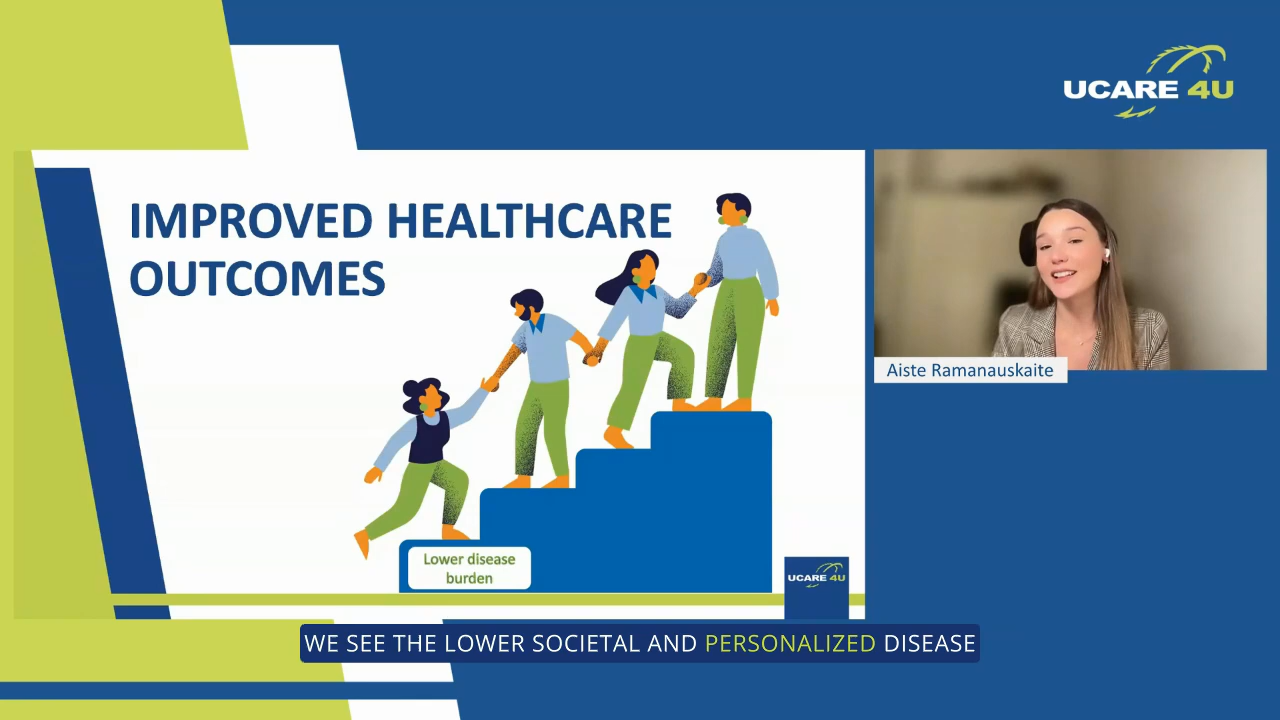 UCARE 4U
IMPROVED HEALTHCARE
OUTCOMES
Aiste Ramanauskaite
Lower disease
burden
UCARE 4U
WE SEE THE LOWER SOCIETAL AND PERSONALIZED DISEASE